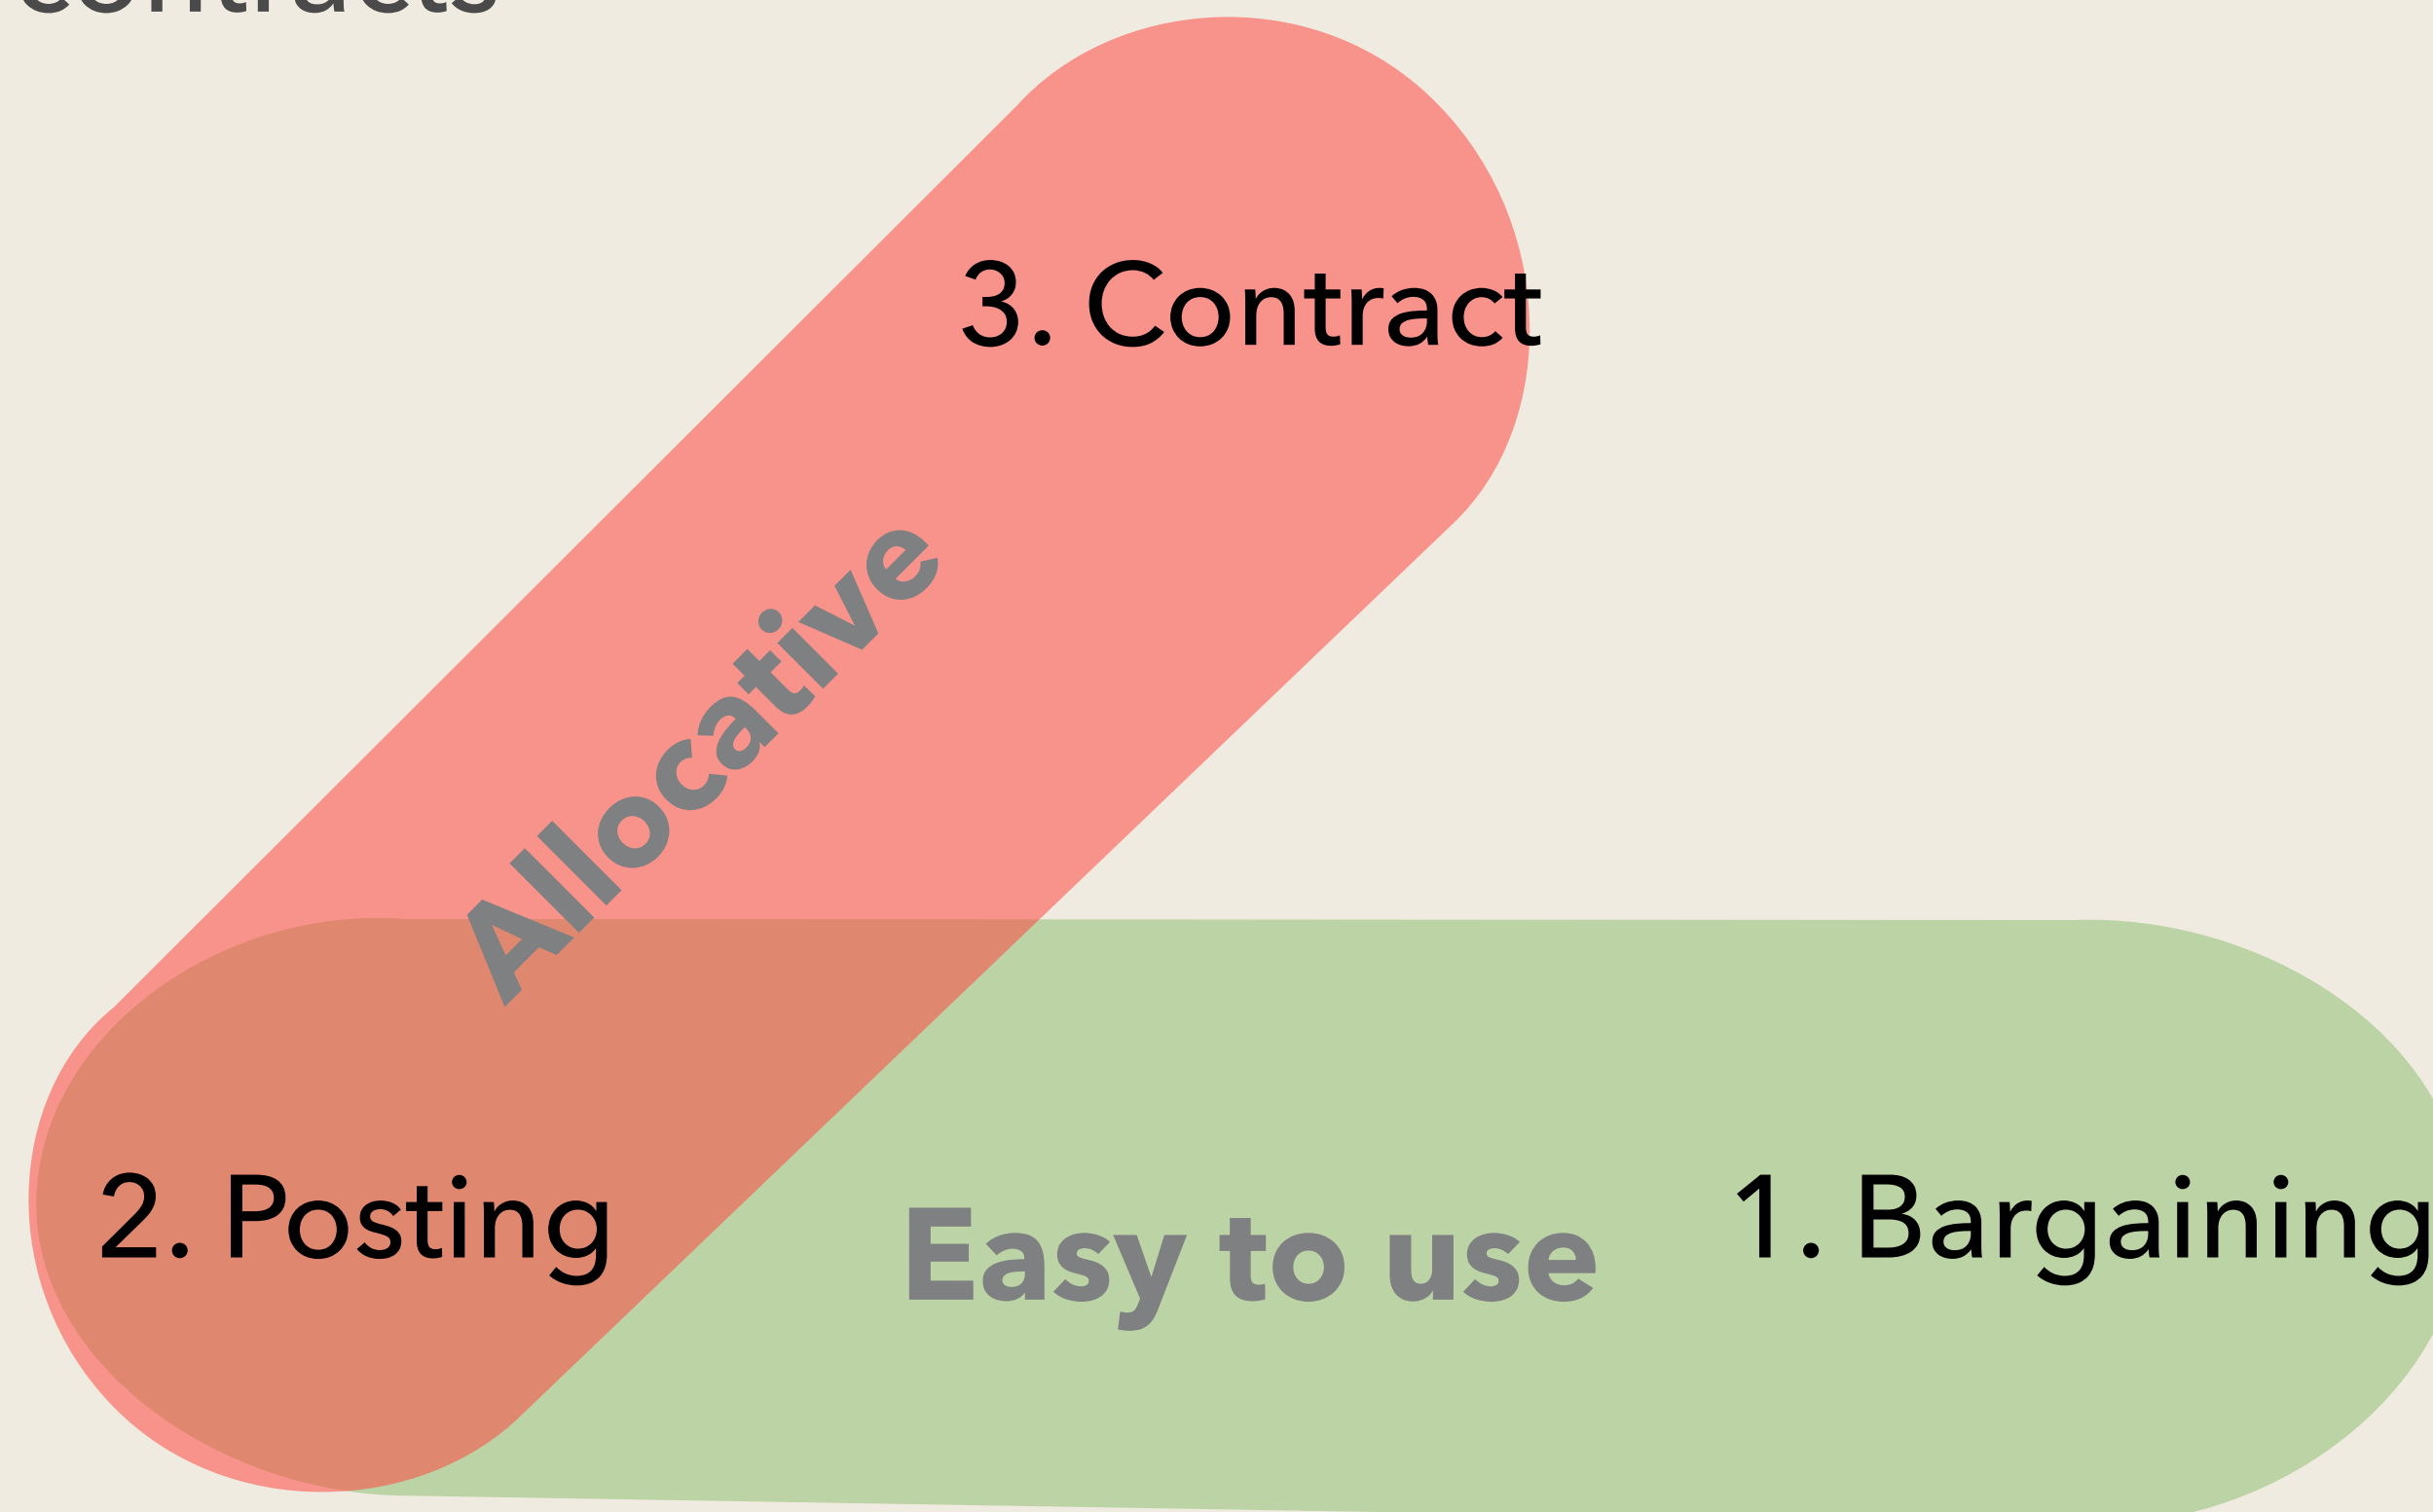 3. Contract
Allocative
2. Posting
1. Bargaining
Easy to use